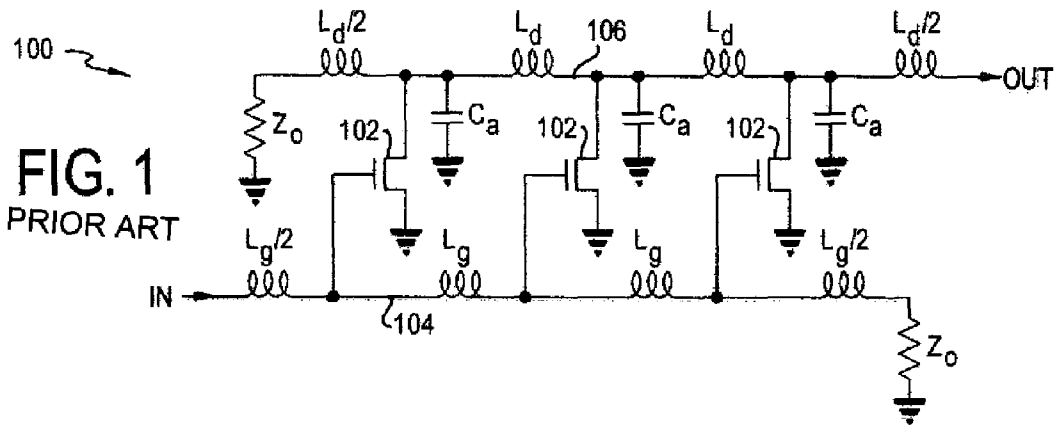 100
L_d/2
L_d
106
L_d
L_d/2
OUT
Z_o
102
C_a
102
C_a
102
C_a
FIG. 1
PRIOR ART
L_g/2
L_g
L_g
L_g/2
IN
104
Z_o